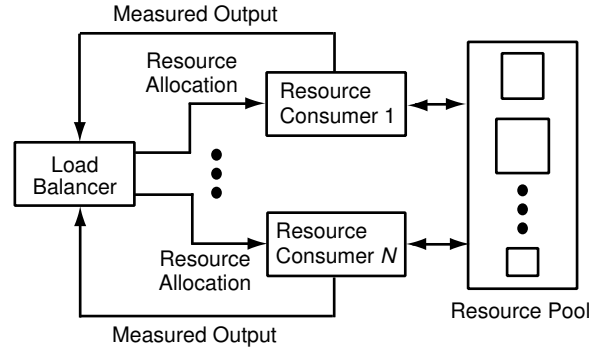 Measured Output
Resource
Allocation
Resource
Consumer 1
Load
Balancer
Resource
Consumer N
Resource
Allocation
Resource Pool
Measured Output